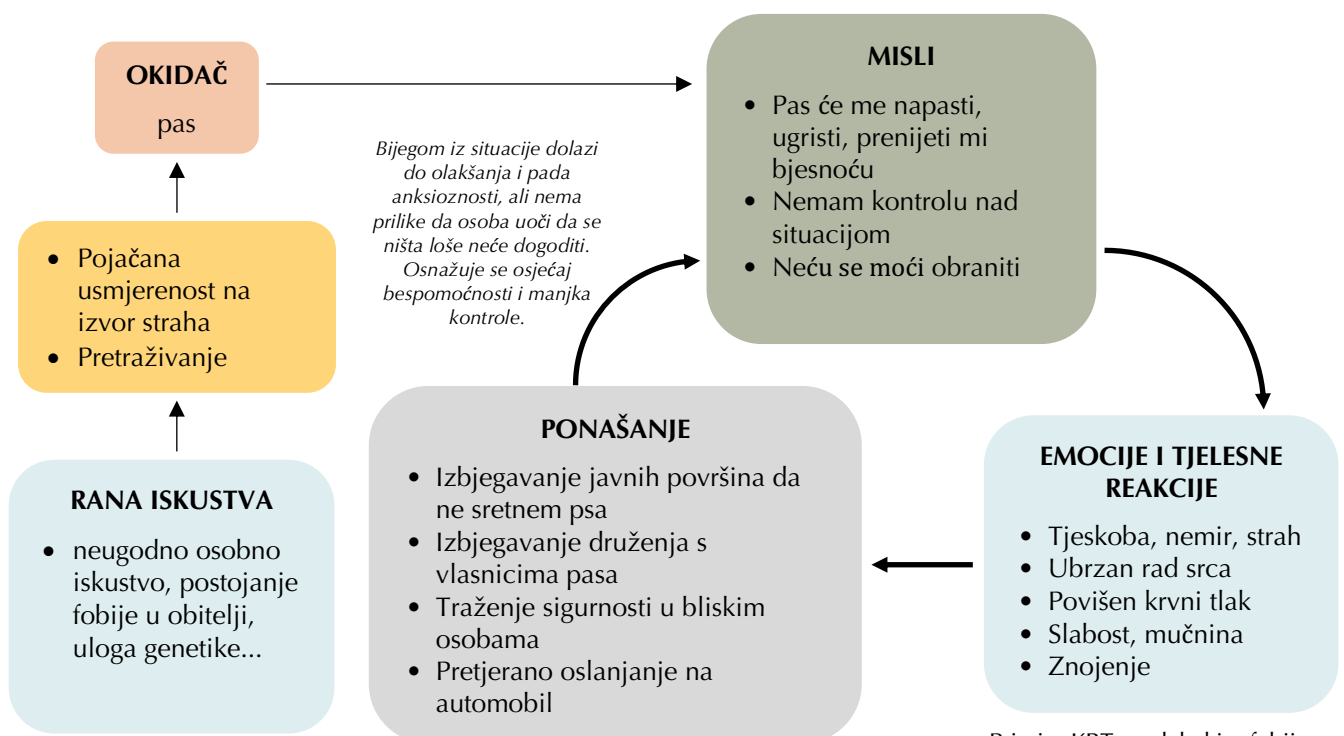 OKIDAČ
pas
MISLI
• Pas će me napasti,
ugristi, prenijeti mi
bjesnoću
• Nemam kontrolu nad
situacijom
• Neću se moći obraniti
Bijegom iz situacije dolazi
do olakšanja i pada
anksioznosti, ali nema
prilike da osoba uoči da se
ništa loše neće dogoditi.
Osnažuje se osjećaj
bespomoćnosti i manjka
kontrole.
• Pojačana
usmjerenost na
izvor straha
• Pretraživanje
RANA ISKUSTVA
• neugodno osobno
iskustvo, postojanje
fobije u obitelji,
uloga genetike...
PONAŠANJE
• Izbjegavanje javnih površina da
ne sretnem psa
• Izbjegavanje druženja s
vlasnicima pasa
• Traženje sigurnosti u bliskim
osobama
• Pretjerano oslanjanje na
automobil
EMOCIJE I TJELESNE
REAKCIJE
• Tjeskoba, nemir, strah
• Ubrzan rad srca
• Povišen krvni tlak
• Slabost, mučnina
• Znojenje